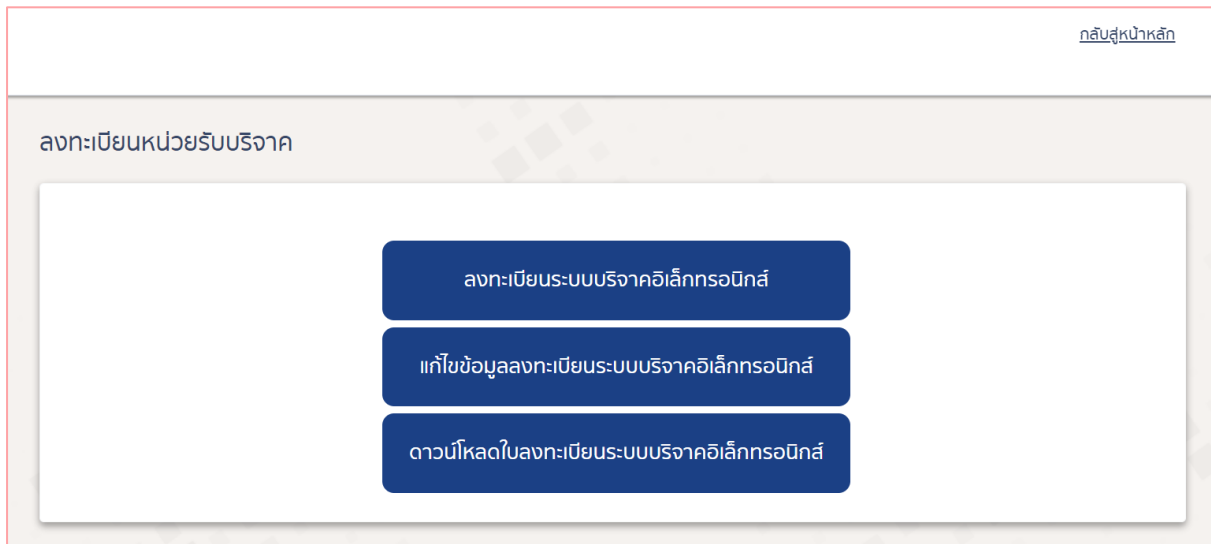 กลับสู่หน้าหลัก
ลงทะเบียนหน่วยรับบริจาค
ลงทะเบียนระบบบริจาคอิเล็กทรอนิกส์
แก้ไขข้อมูลลงทะเบียนระบบบริจาคอิเล็กทรอนิกส์
ดาวน์โหลดใบลงทะเบียนระบบบริจาคอิเล็กทรอนิกส์